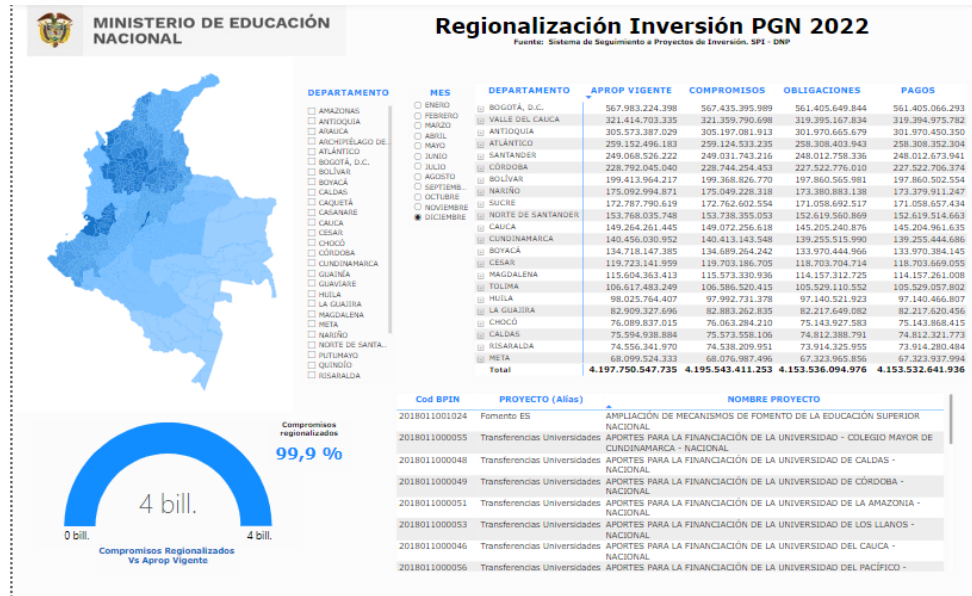 MINISTERIO DE EDUCACIÓN
NACIONAL
Regionalización Inversión PGN 2022
Fuente: Sistema de Seguimiento a Proyectos de Inversión. SPI - DNP
DEPARTAMENTO
AMAZONAS
ANTIOQUIA
ARAUCA
ARCHIPIÉLAGO DE...
ATLÁNTICO
BOGOTÁ, D.C.
BOLÍVAR
BOYACÁ
CALDAS
CAQUETÁ
CASANARE
CAUCA
CESAR
CHOCÓ
CÓRDOBA
CUNDINAMARCA
GUAINÍA
GUAVIARE
HUILA
LA GUAJIRA
MAGDALENA
META
NARIÑO
NORTE DE SANTA...
PUTUMAYO
QUINDÍO
RISARALDA
MES
ENERO
FEBRERO
MARZO
ABRIL
MAYO
JUNIO
JULIO
AGOSTO
SEPTIEMB...
OCTUBRE
NOVIEMBRE
DICIEMBRE
DEPARTAMENTO APROP VIGENTE COMPROMISOS OBLIGACIONES PAGOS
BOGOTÁ, D.C. 567.983.224.398 567.435.395.989 561.405.649.844 561.405.066.293
VALLE DEL CAUCA 321.414.703.335 321.359.790.698 319.395.167.834 319.394.975.782
ANTIOQUIA 305.573.387.029 305.197.081.913 301.970.665.679 301.970.450.350
ATLÁNTICO 259.152.496.183 259.124.533.235 258.308.403.943 258.308.352.304
SANTANDER 249.068.526.222 249.031.743.216 248.012.758.336 248.012.673.941
CÓRDOBA 228.792.045.040 228.744.254.453 227.522.776.010 227.522.706.374
BOLÍVAR 199.413.964.217 199.368.826.770 197.860.565.981 197.860.502.554
NARIÑO 175.092.994.871 175.049.228.318 173.380.883.138 173.379.911.247
SUCRE 172.787.790.619 172.762.602.554 171.058.692.517 171.058.657.434
NORTE DE SANTANDER 153.768.035.748 153.738.355.053 152.619.560.869 152.619.514.663
CAUCA 149.264.261.445 149.072.256.618 145.205.240.876 145.204.961.635
CUNDINAMARCA 140.456.030.952 140.413.143.548 139.255.515.990 139.255.444.686
BOYACÁ 134.718.147.385 134.689.264.242 133.970.444.966 133.970.384.145
CESAR 119.723.141.959 119.703.186.705 118.703.704.714 118.703.669.055
MAGDALENA 115.604.363.413 115.573.330.936 114.157.312.725 114.157.261.008
TOLIMA 106.617.483.249 106.586.520.415 105.529.110.552 105.529.057.802
HUILA 98.025.764.407 97.992.731.378 97.140.521.923 97.140.466.807
LA GUAJIRA 82.909.327.696 82.883.262.835 82.217.649.082 82.217.620.456
CHOCÓ 76.089.837.015 76.063.284.210 75.143.927.583 75.143.868.415
CALDAS 75.594.938.884 75.573.558.106 74.812.388.791 74.812.321.773
RISARALDA 74.556.341.970 74.538.209.951 73.914.325.955 73.914.280.484
META 68.099.524.333 68.076.987.496 67.323.965.856 67.323.937.994
Total 4.197.750.547.735 4.195.543.411.253 4.153.536.094.976 4.153.532.641.936
Cod BPIN PROYECTO (Alias) NOMBRE PROYECTO
2018011001024 Fomento ES AMPLIACIÓN DE MECANISMOS DE FOMENTO DE LA EDUCACIÓN SUPERIOR
NACIONAL
2018011000055 Transferencias Universidades APORTES PARA LA FINANCIACIÓN DE LA UNIVERSIDAD - COLEGIO MAYOR DE
CUNDINAMARCA - NACIONAL
2018011000048 Transferencias Universidades APORTES PARA LA FINANCIACIÓN DE LA UNIVERSIDAD DE CALDAS -
NACIONAL
2018011000049 Transferencias Universidades APORTES PARA LA FINANCIACIÓN DE LA UNIVERSIDAD DE CÓRDOBA -
NACIONAL
2018011000051 Transferencias Universidades APORTES PARA LA FINANCIACIÓN DE LA UNIVERSIDAD DE LA AMAZONIA -
NACIONAL
2018011000053 Transferencias Universidades APORTES PARA LA FINANCIACIÓN DE LA UNIVERSIDAD DE LOS LLANOS -
NACIONAL
2018011000046 Transferencias Universidades APORTES PARA LA FINANCIACIÓN DE LA UNIVERSIDAD DEL CAUCA -
NACIONAL
2018011000056 Transferencias Universidades APORTES PARA LA FINANCIACIÓN DE LA UNIVERSIDAD DEL PACÍFICO -
Compromisos
regionalizados
99,9 %
4 bill.
0 bill. 4 bill.
Compromisos Regionalizados
Vs Aprop Vigente